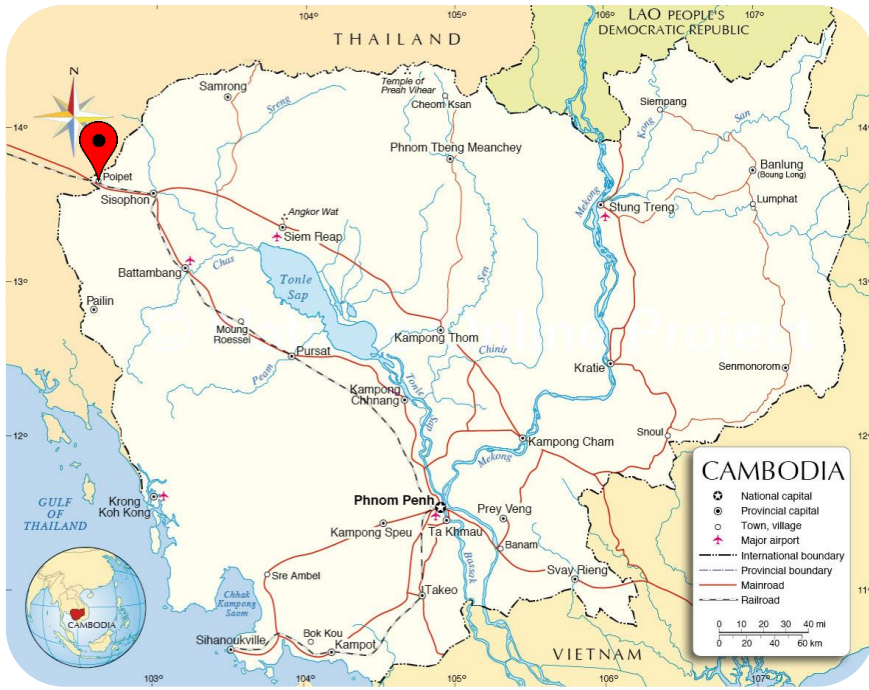 104°
105°
106°
107°
LAO PEOPLE'S
DEMOCRATIC REPUBLIC
THAILAND
N
Temple of
Preah Vihear
Samrong
Cheom Ksan
Siempang
Sreng
Kong
San
14°
14°
Phnom Tbeng Meanchey
Banlung
(Boung Long)
Poipet
Sisophon
Mekong
Stung Treng
Lumphat
Angkor Wat
Siem Reap
Chas
Battambang
Tonle
Sap
Sen
13°
13°
Pailin
Moung
Roessei
Kampong Thom
Pursat
Chinit
Kratie
Senmonorom
Peam
Kampong
Chhnang
Tonle
Sap
12°
Snoul
Kampong Cham
Mekong
GULF
OF
THAILAND
Krong
Koh Kong
Phnom Penh
Prey Veng
Kampong Speu
Ta Khmau
Banam
Bassak
Sre Ambel
Svay Rieng
Takeo
Chhak
Kampong
Saom
Bok Kou
Sihanoukville
Kampot
VIETNAM
CAMBODIA
CAMBODIA
National capital
Provincial capital
Town, village
Major airport
International boundary
Provincial boundary
Mainroad
Railroad
0 10 20 30 40 mi
0 20 40 60 km
103°
104°
105°
106°
107°